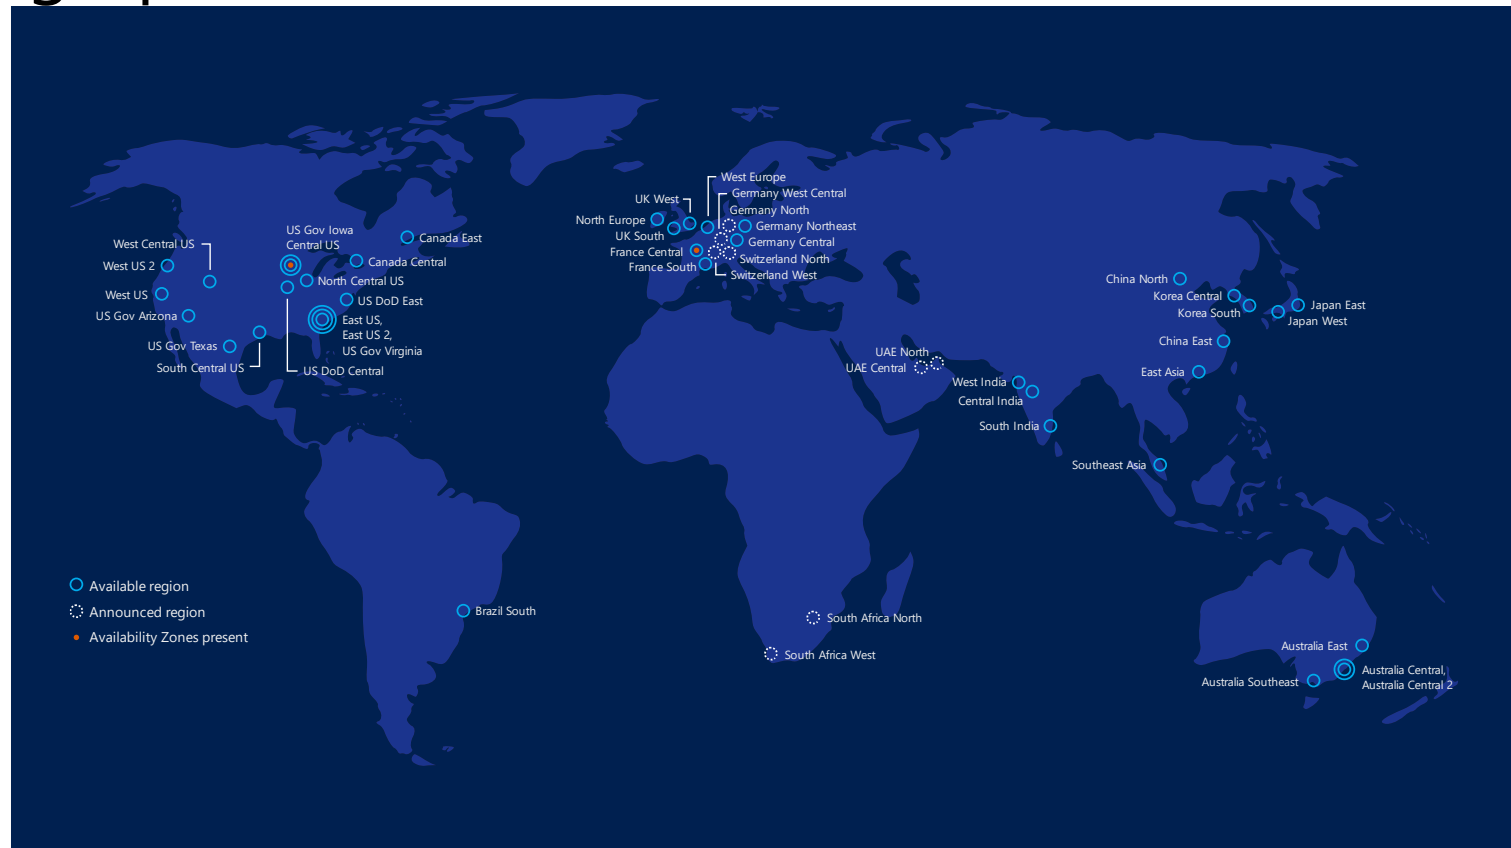 West Europe
Germany West Central
UK West
Germany North
North Europe
Germany Northeast
UK South
Germany Central
France Central
Switzerland North
France South
Switzerland West
US Gov Iowa
Central US
Canada East
West Central US
Canada Central
West US 2
North Central US
West US
US DoD East
US Gov Arizona
East US,
East US 2,
US Gov Virginia
US Gov Texas
South Central US
US DoD Central
China North
Korea Central
Korea South
Japan East
Japan West
China East
East Asia
UAE North
UAE Central
West India
Central India
South India
Southeast Asia
Available region
Announced region
Availability Zones present
Brazil South
South Africa North
South Africa West
Australia East
Australia Central,
Australia Central 2
Australia Southeast